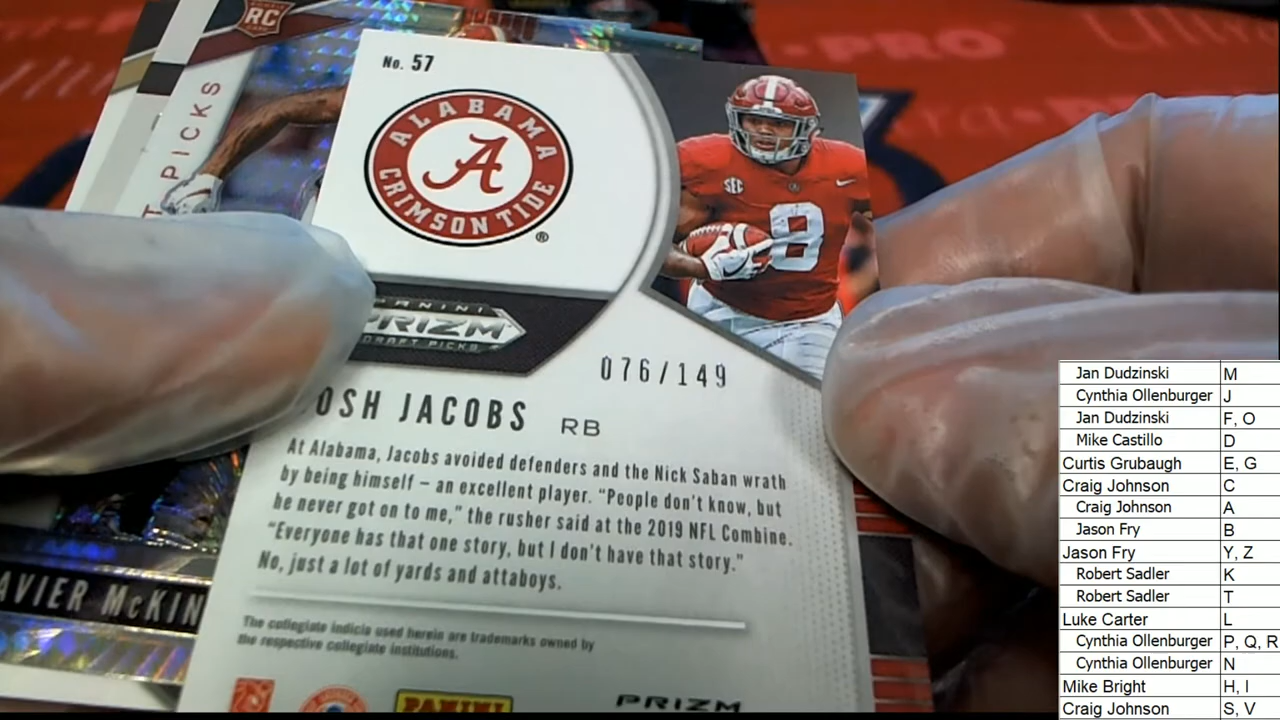 RC
PICKS
No. 57
ALABAMA
A
CRIMSON TIDE
®
SEC
8
PANINI
PRIZM
DRAFT PICKS
076/149
OSH JACOBS RB
At Alabama, Jacobs avoided defenders and the Nick Saban wrath
by being himself – an excellent player. “People don't know, but
he never got on to me,” the rusher said at the 2019 NFL Combine.
“Everyone has that one story, but I don't have that story.”
No, just a lot of yards and attaboys.
The collegiate indicia used herein are trademarks owned by
the respective collegiate institutions.
PANINI
PRIZM
AVIER McKIN
PRO
Jan Dudzinski M
Cynthia Ollenburger J
Jan Dudzinski F, O
Mike Castillo D
Curtis Grubaugh E, G
Craig Johnson C
Craig Johnson A
Jason Fry B
Jason Fry Y, Z
Robert Sadler K
Robert Sadler T
Luke Carter L
Cynthia Ollenburger P, Q, R
Cynthia Ollenburger N
Mike Bright H, I
Craig Johnson S, V